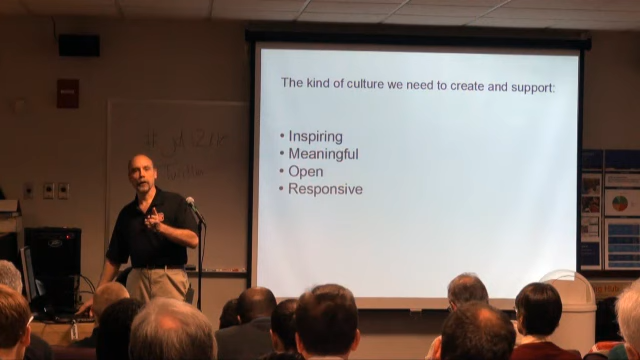 The kind of culture we need to create and support:
• Inspiring
• Meaningful
• Open
• Responsive